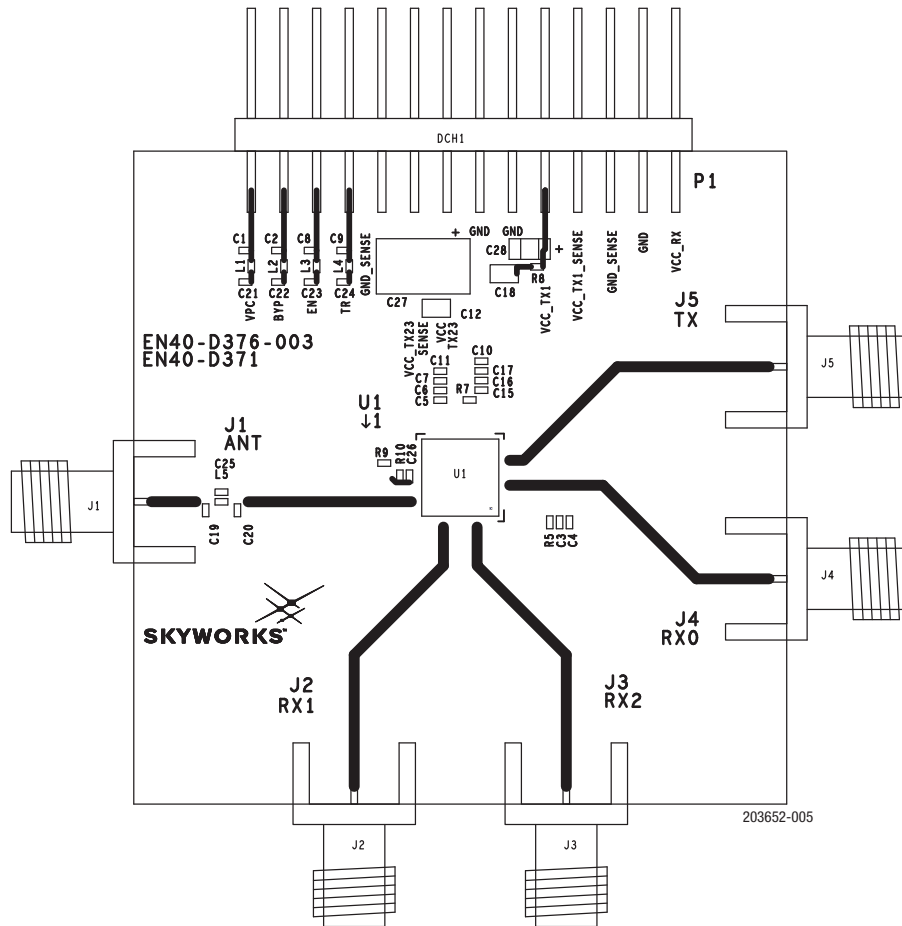 DCH1
P1
+ GND GND
C1 C2 C8 C9
C28 +
L1 L2 L3 L4
GND_SENSE
R8
C18
VCC_TX1
VCC_TX1_SENSE
GND_SENSE
GND
VCC_RX
C21 C22 C23 C24
VPC
BYP
EN
TR
C27
C12
VCC_TX23
SENSE
VCC
TX23
J5
TX
J5
EN40-D376-003
EN40-D371
C10
C11
C17
C7
C16
C6
C15
C5
R7
U1
↓1
J1
ANT
R9
R10
C26
U1
C25
L5
J1
C19
C20
R5
C3
C4
J4
J4
RX0
SKYWORKS™
J2
RX1
J3
RX2
203652-005
J2
J3